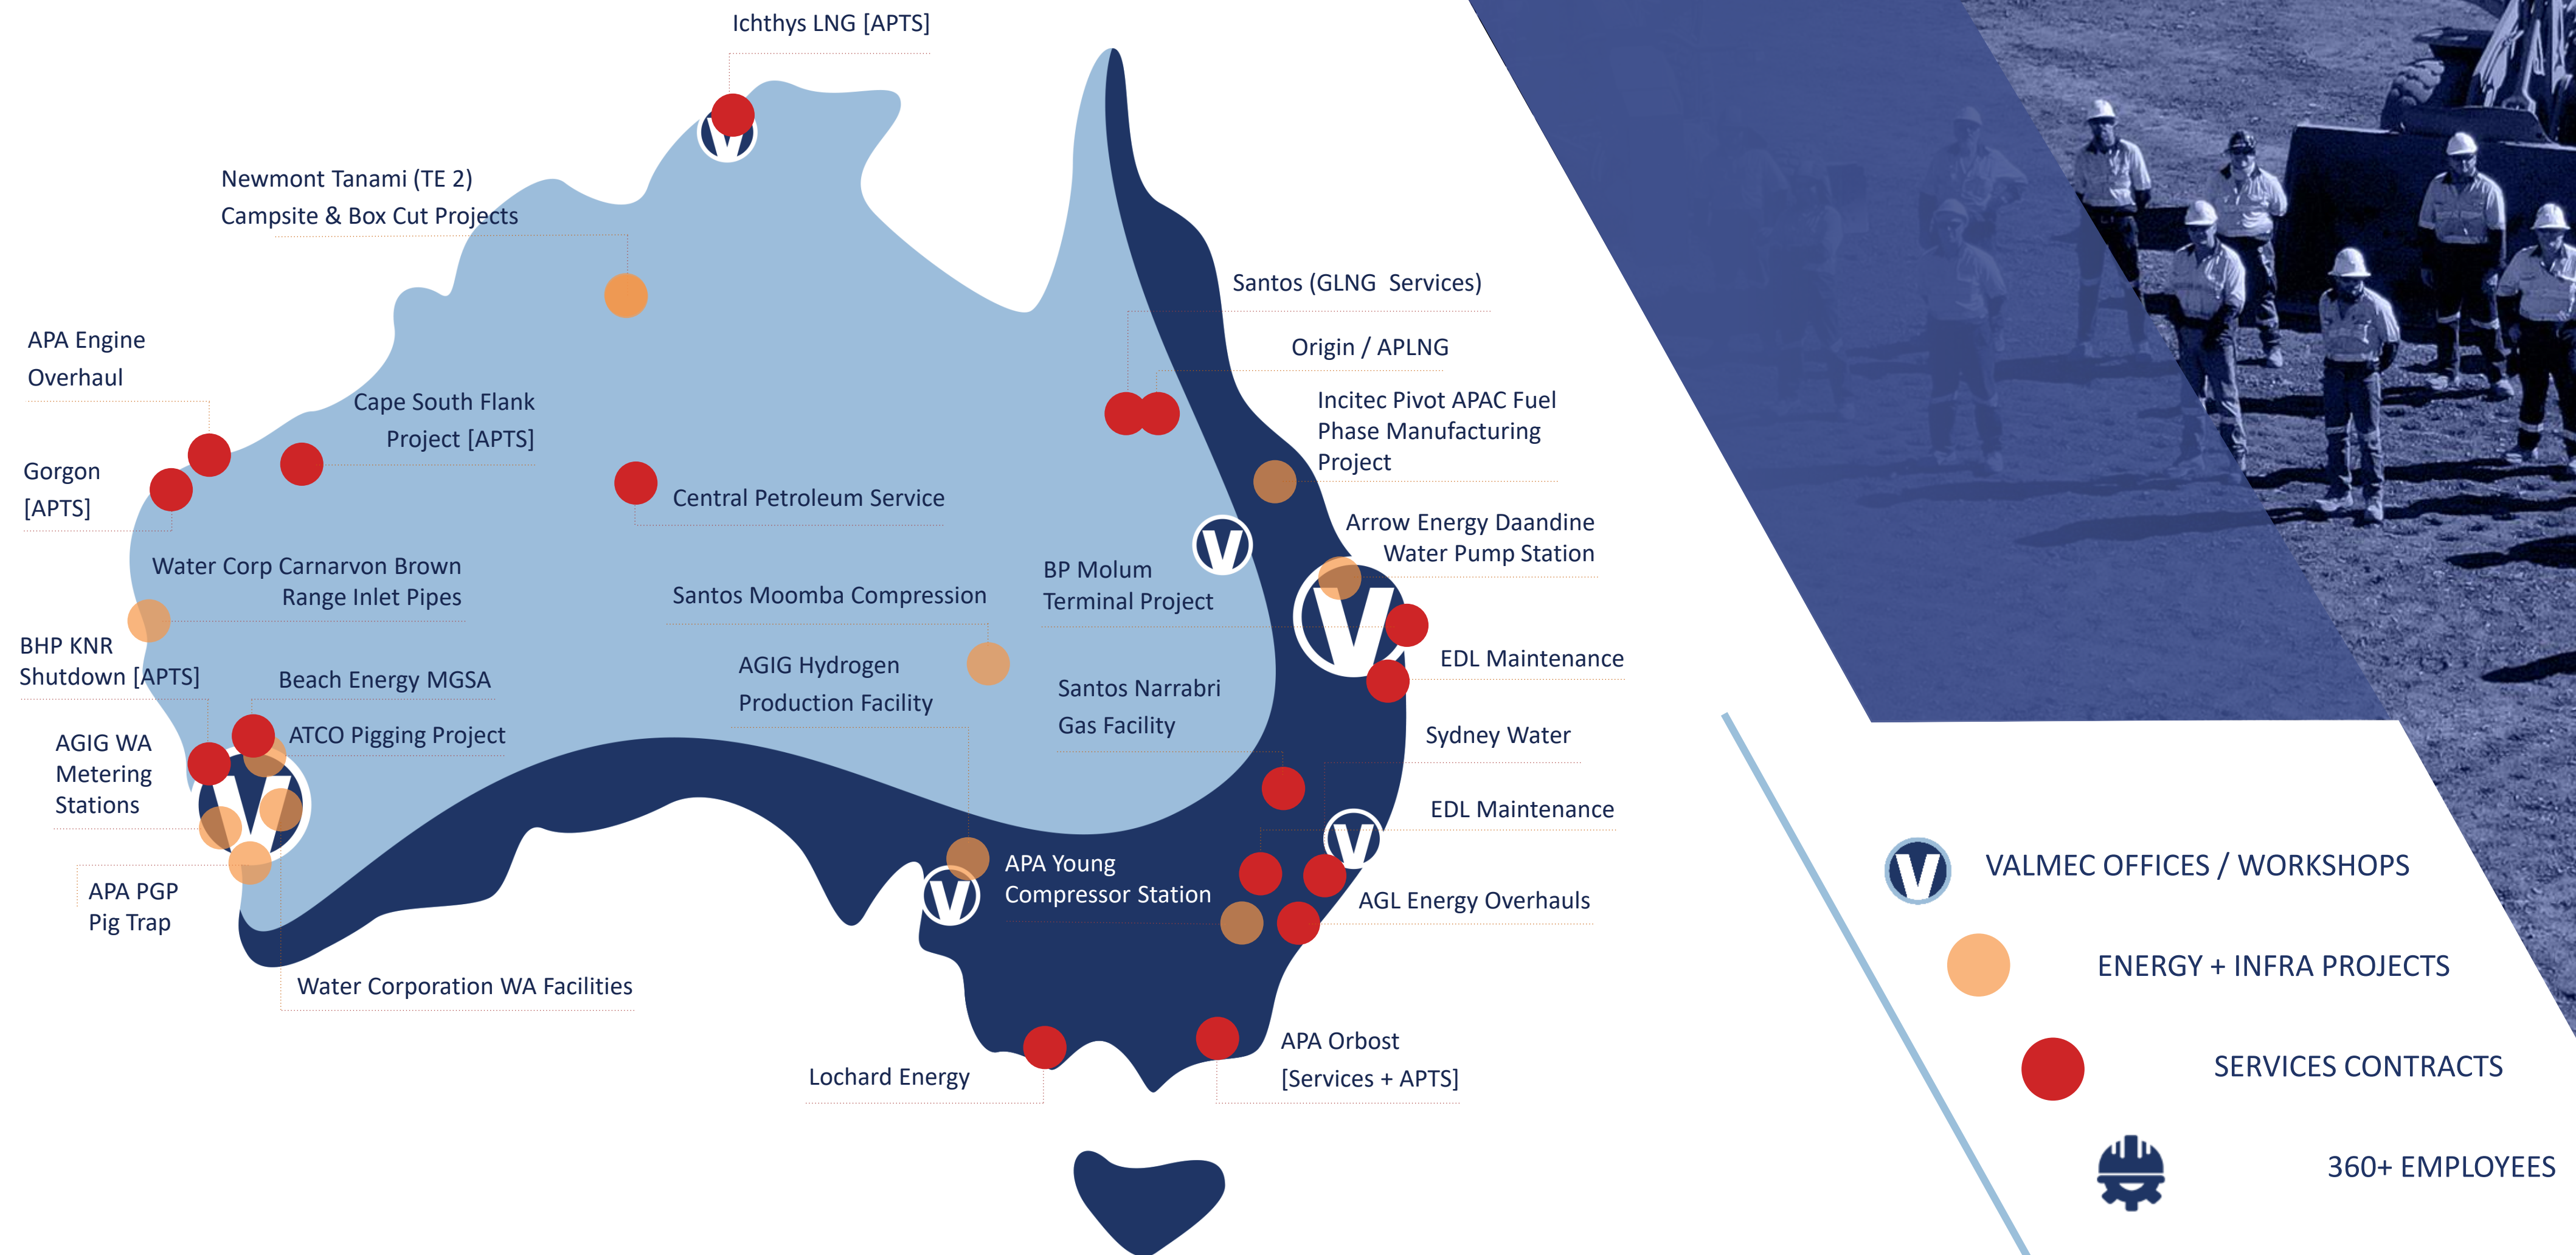 Ichthys LNG [APTS]
Newmont Tanami (TE 2)
Campsite & Box Cut Projects
APA Engine
Overhaul
Cape South Flank
Project [APTS]
Gorgon
[APTS]
Central Petroleum Service
Water Corp Carnarvon Brown
Range Inlet Pipes
BHP KNR
Shutdown [APTS]
Beach Energy MGSA
ATCO Pigging Project
AGIG WA
Metering
Stations
APA PGP
Pig Trap
Water Corporation WA Facilities
Santos Moomba Compression
AGIG Hydrogen
Production Facility
Santos (GLNG Services)
Origin / APLNG
Incitec Pivot APAC Fuel
Phase Manufacturing
Project
Arrow Energy Daandine
Water Pump Station
BP Molum
Terminal Project
EDL Maintenance
Santos Narrabri
Gas Facility
Sydney Water
EDL Maintenance
APA Young
Compressor Station
AGL Energy Overhauls
Lochard Energy
APA Orbost
[Services + APTS]
V
V
V
V
V
V
V VALMEC OFFICES / WORKSHOPS
ENERGY + INFRA PROJECTS
SERVICES CONTRACTS
360+ EMPLOYEES